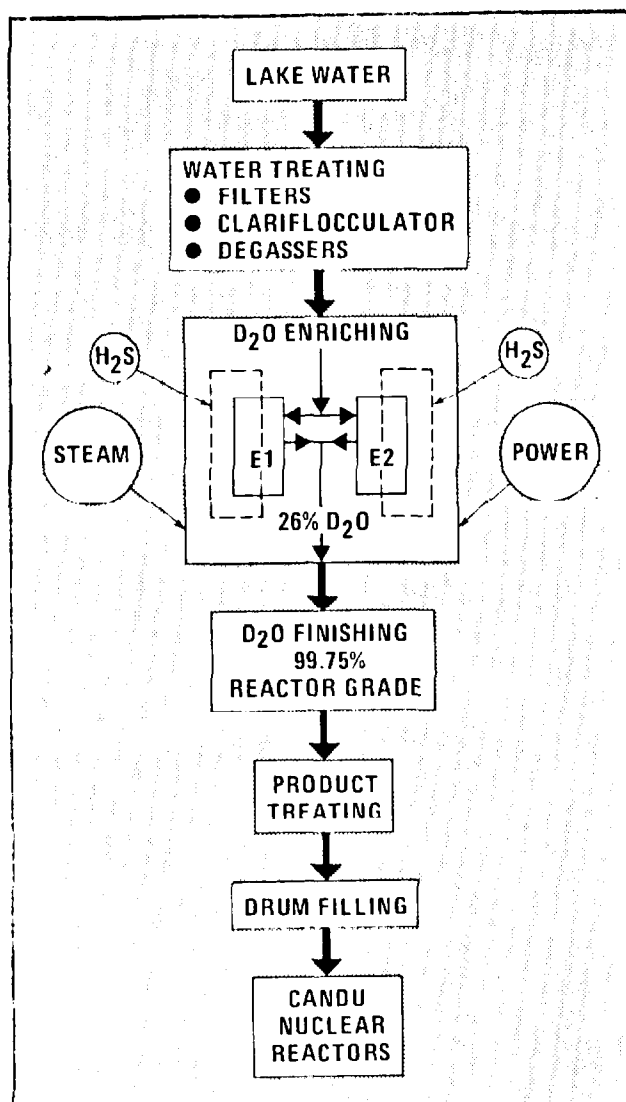 LAKE WATER
WATER TREATING
● FILTERS
● CLARIFLOCCULATOR
● DEGASSERS
D₂O ENRICHING
H₂S
H₂S
STEAM
E1
E2
POWER
26% D₂O
D₂O FINISHING
99.75%
REACTOR GRADE
PRODUCT
TREATING
DRUM FILLING
CANDU
NUCLEAR
REACTORS